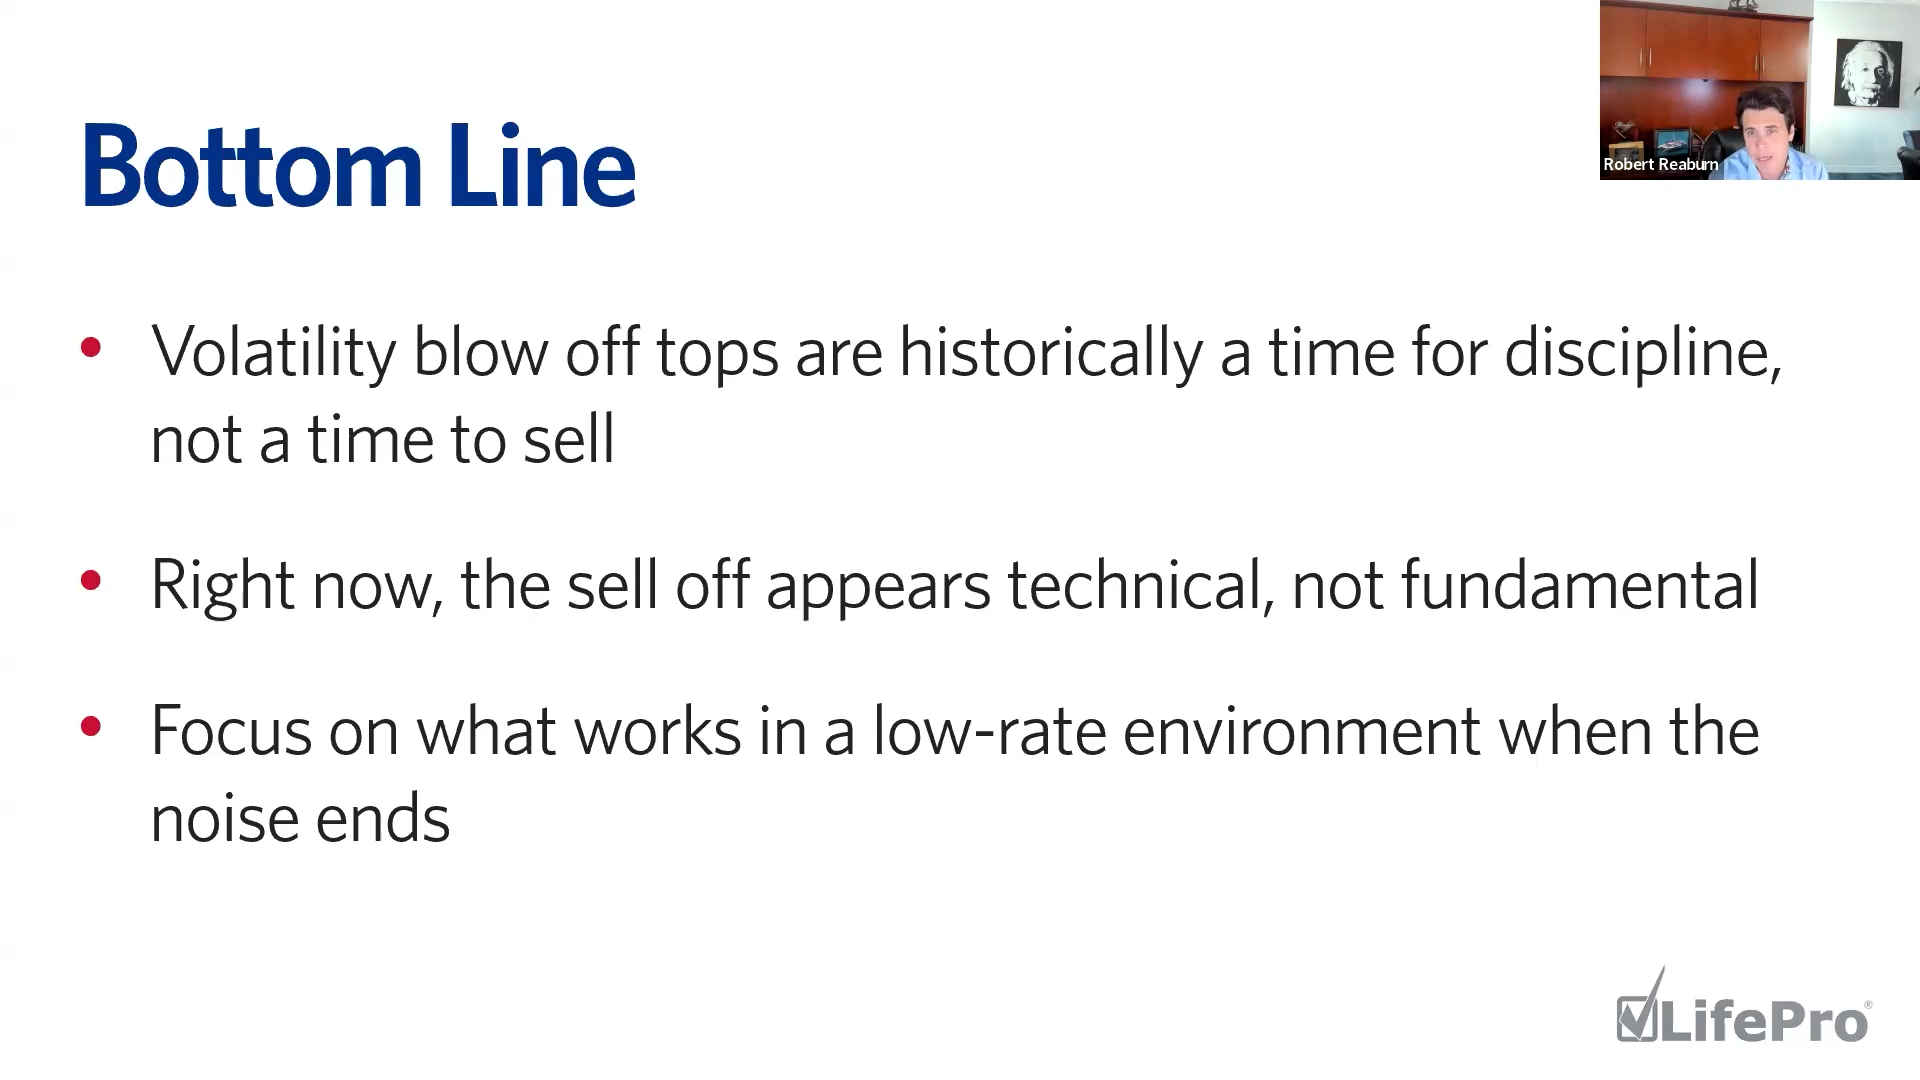 Robert Reaburn
Bottom Line
• Volatility blow off tops are historically a time for discipline,
not a time to sell
• Right now, the sell off appears technical, not fundamental
• Focus on what works in a low-rate environment when the
noise ends
LifePro®